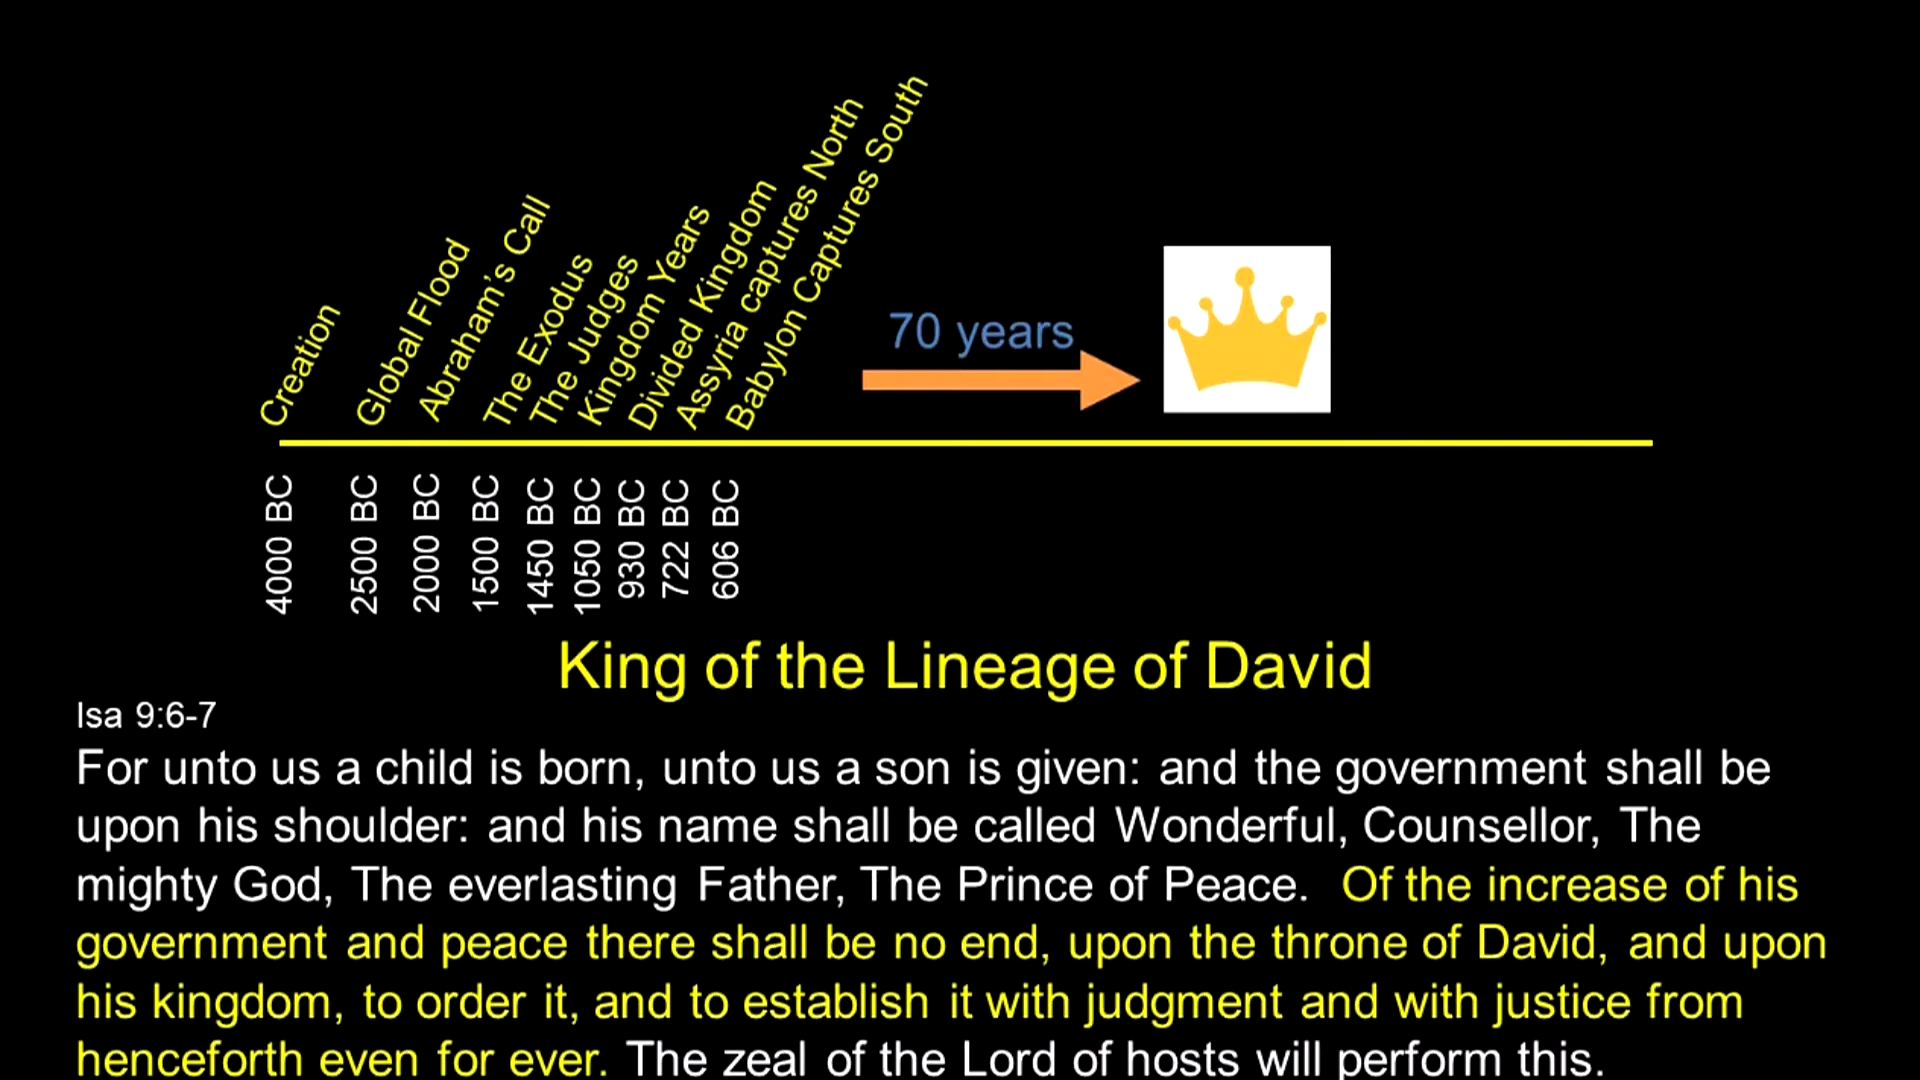 Creation
Global Flood
Abraham's Call
The Exodus
The Judges
Kingdom Years
Divided Kingdom
Assyria captures North
Babylon Captures South
70 years
4000 BC
2500 BC
2000 BC
1500 BC
1450 BC
1050 BC
930 BC
722 BC
606 BC
King of the Lineage of David
Isa 9:6-7
For unto us a child is born, unto us a son is given: and the government shall be
upon his shoulder: and his name shall be called Wonderful, Counsellor, The
mighty God, The everlasting Father, The Prince of Peace. Of the increase of his
government and peace there shall be no end, upon the throne of David, and upon
his kingdom, to order it, and to establish it with judgment and with justice from
henceforth even for ever. The zeal of the Lord of hosts will perform this.